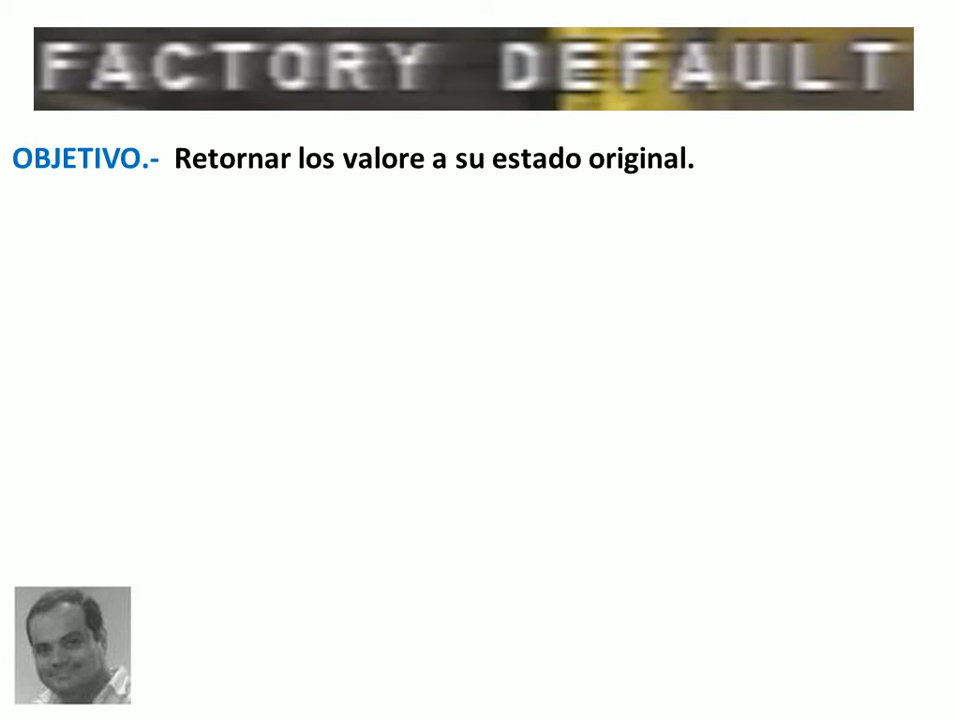 FACTORY DEFAULT
OBJETIVO.- Retornar los valore a su estado original.